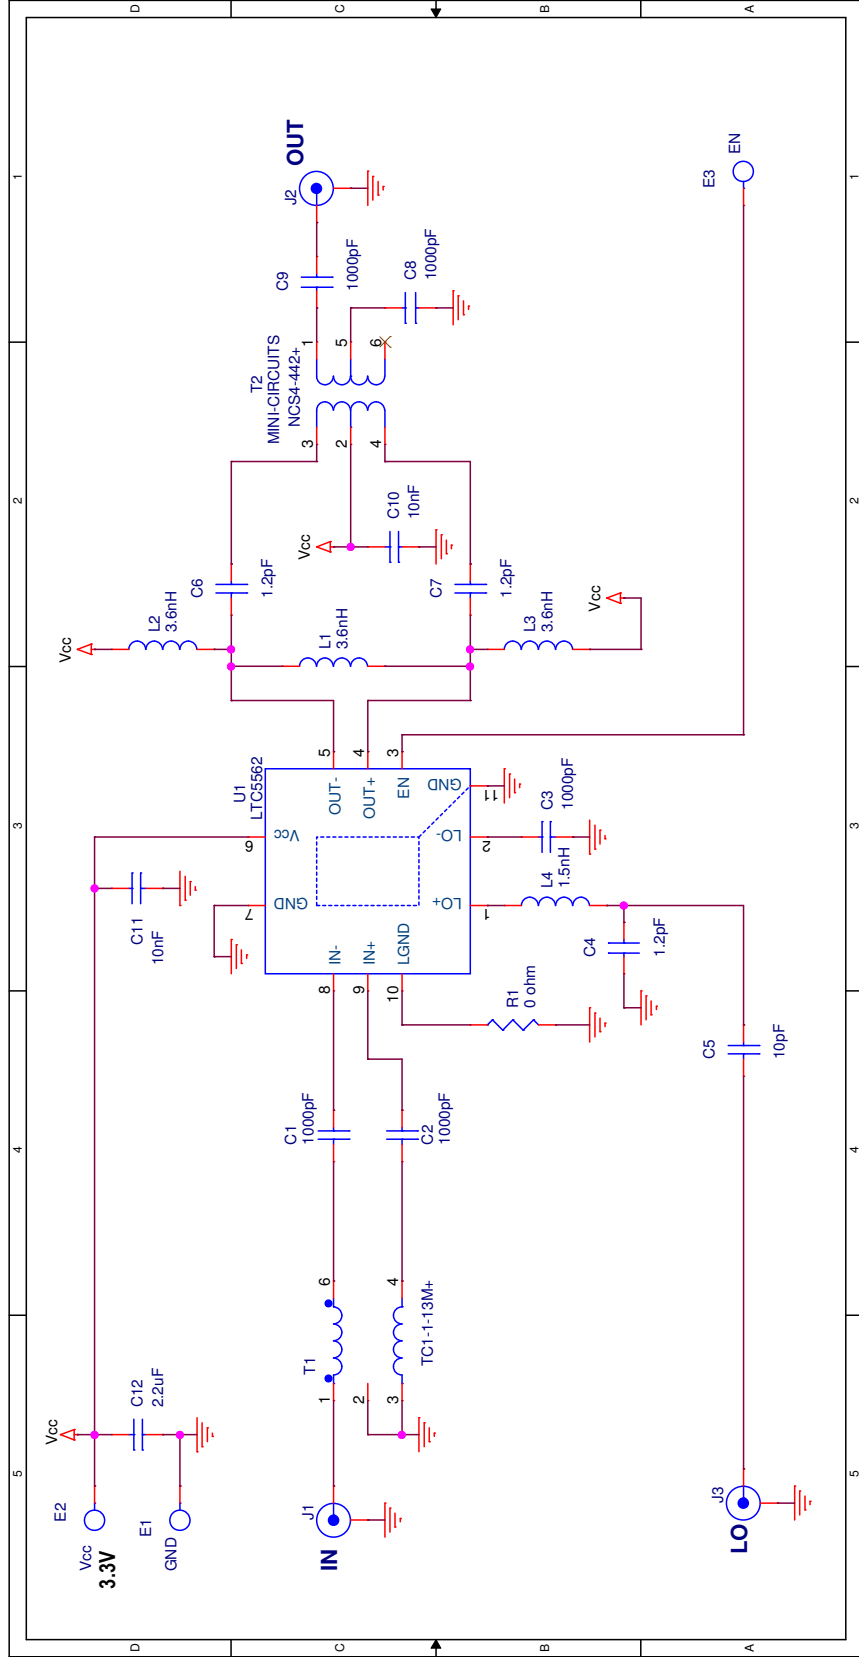 D
C
B
A
1
OUT
J2
EN
E3
C9
1000pF
C8
1000pF
T2
MINI-CIRCUITS
NCS4-442+
1
5
6
3
2
4
2
Vcc
C10
10nF
C6
1.2pF
C7
1.2pF
Vcc
L2
3.6nH
L1
3.6nH
L3
3.6nH
Vcc
5
4
3
U1
LTC5562
OUT-
OUT+
EN
GND
11
Vcc
6
LO-
2
C3
1000pF
3
GND
7
LO+
1
L4
1.5nH
C11
10nF
IN-
IN+
LGND
8
9
10
C4
1.2pF
R1
0 ohm
C5
10pF
C1
1000pF
C2
1000pF
4
6
4
T1
TC1-1-13M+
1
2
3
C12
2.2uF
Vcc
5
E2
E1
J1
J3
Vcc
3.3V
GND
IN
LO
D
C
B
A
1
2
3
4
5